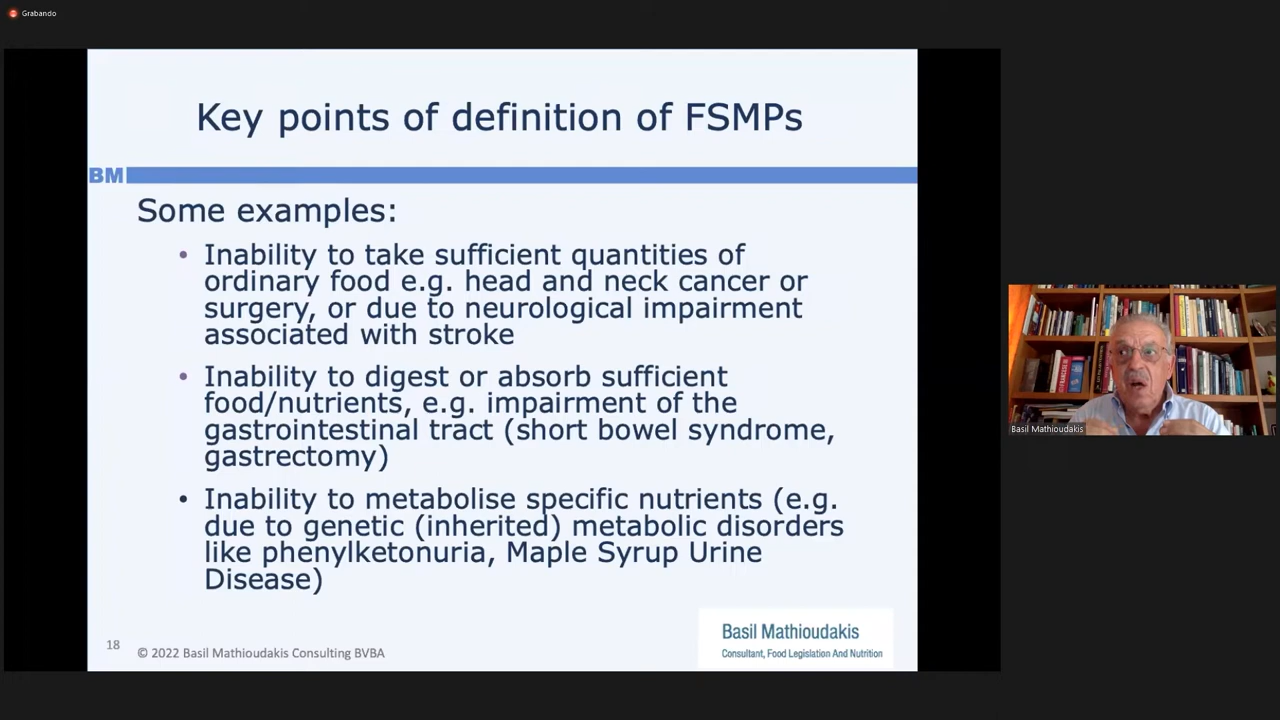 Grabando
Key points of definition of FSMPs
BM
Some examples:
• Inability to take sufficient quantities of
ordinary food e.g. head and neck cancer or
surgery, or due to neurological impairment
associated with stroke
• Inability to digest or absorb sufficient
food/nutrients, e.g. impairment of the
gastrointestinal tract (short bowel syndrome,
gastrectomy)
• Inability to metabolise specific nutrients (e.g.
due to genetic (inherited) metabolic disorders
like phenylketonuria, Maple Syrup Urine
Disease)
18
© 2022 Basil Mathioudakis Consulting BVBA
Basil Mathioudakis
Consultant, Food Legislation And Nutrition
Basil Mathioudakis